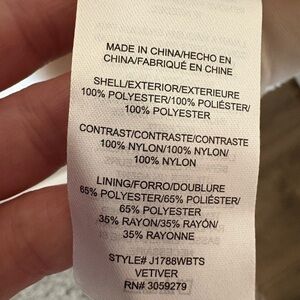 MADE IN CHINA/HECHO EN
CHINA/FABRIQUÉ EN CHINE
SHELL/EXTERIOR/EXTERIEURE
100% POLYESTER/100% POLIÉSTER/
100% POLYESTER
CONTRAST/CONTRASTE/CONTRASTE
100% NYLON/100% NYLON/
100% NYLON
LINING/FORRO/DOUBLURE
65% POLYESTER/65% POLIÉSTER/
65% POLYESTER
35% RAYON/35% RAYÓN/
35% RAYONNE
STYLE# J1788WBTS
VETIVER
RN# 3059279